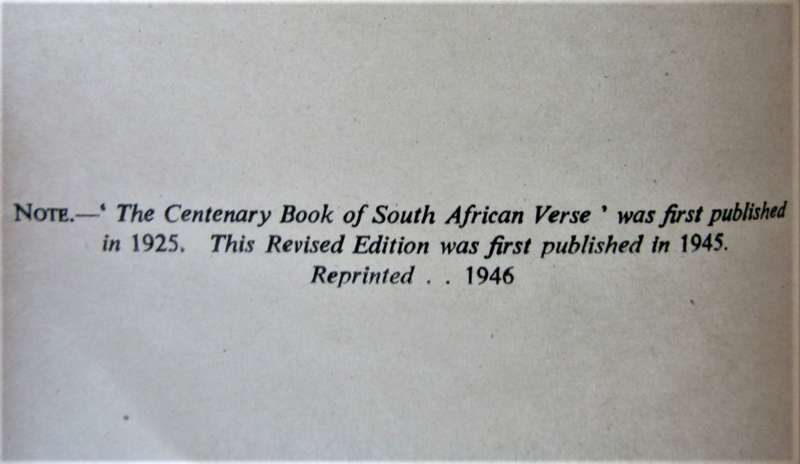 NOTE.—‘ The Centenary Book of South African Verse ’ was first published
in 1925. This Revised Edition was first published in 1945.
Reprinted . . 1946